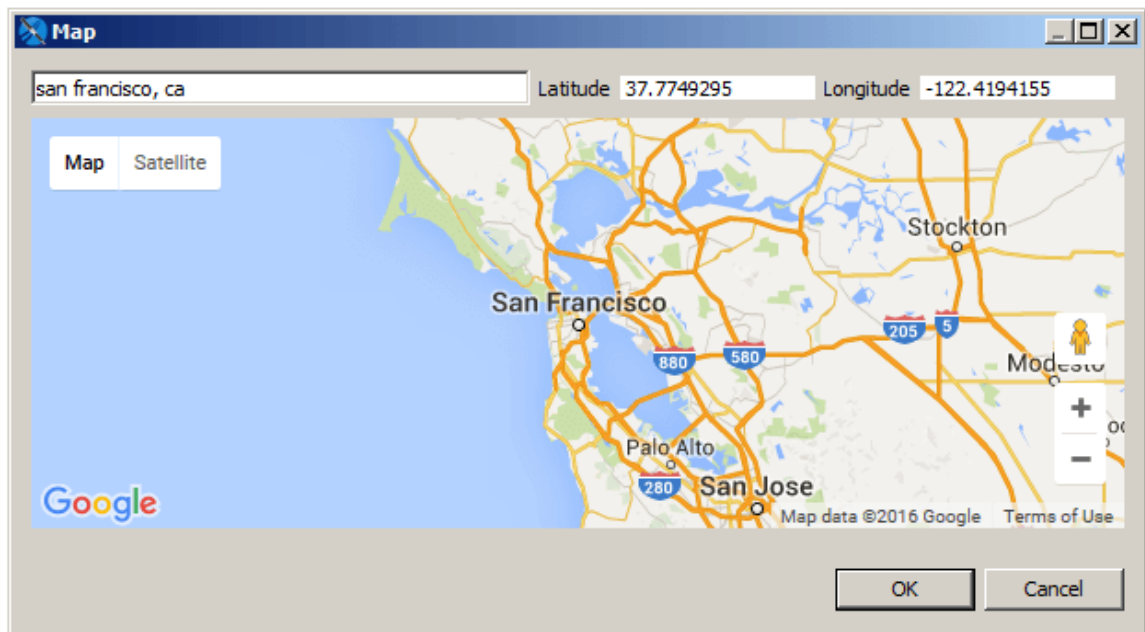 Map
san francisco, ca Latitude 37.7749295 Longitude -122.4194155
Map Satellite
Stockton
San Francisco
205 5
880 580
Palo Alto
280 San Jose
Google
Map data ©2016 Google Terms of Use
OK Cancel